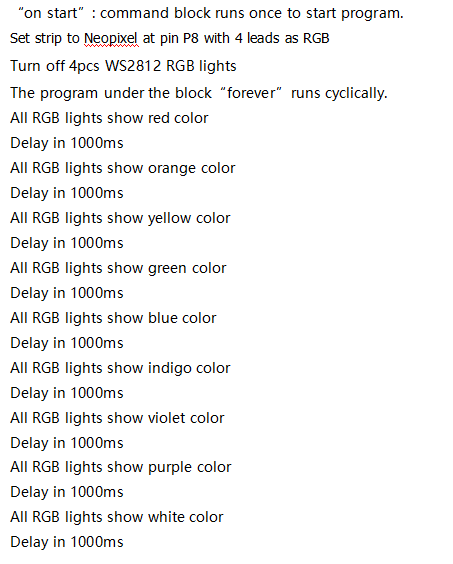 “on start”: command block runs once to start program.
Set strip to Neopixel at pin P8 with 4 leads as RGB
Turn off 4pcs WS2812 RGB lights
The program under the block“forever”runs cyclically.
All RGB lights show red color
Delay in 1000ms
All RGB lights show orange color
Delay in 1000ms
All RGB lights show yellow color
Delay in 1000ms
All RGB lights show green color
Delay in 1000ms
All RGB lights show blue color
Delay in 1000ms
All RGB lights show indigo color
Delay in 1000ms
All RGB lights show violet color
Delay in 1000ms
All RGB lights show purple color
Delay in 1000ms
All RGB lights show white color
Delay in 1000ms